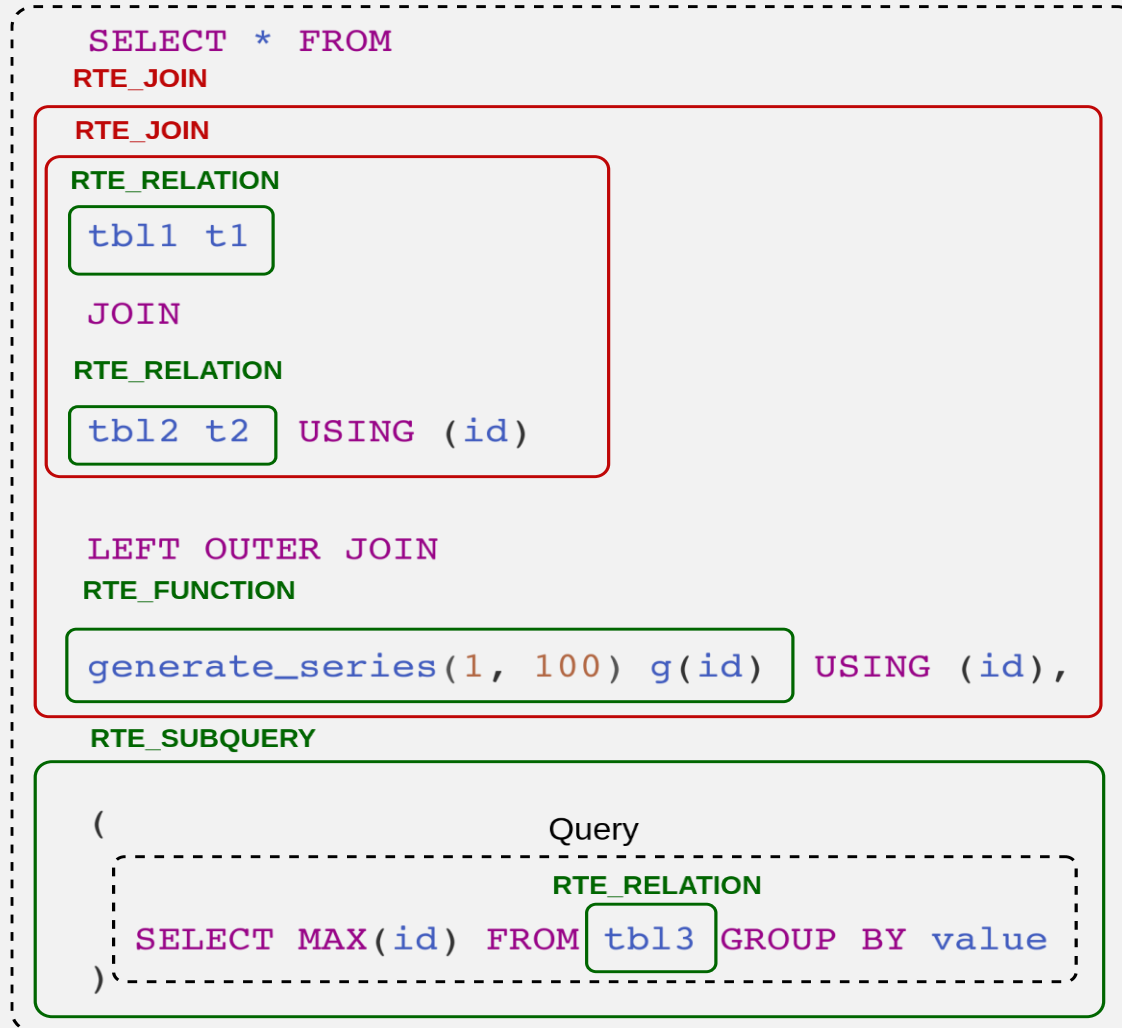 SELECT * FROM
RTE_JOIN
RTE_JOIN
RTE_RELATION
tbl1 t1
JOIN
RTE_RELATION
tbl2 t2 USING (id)
LEFT OUTER JOIN
RTE_FUNCTION
generate_series(1, 100) g(id) USING (id),
RTE_SUBQUERY
(
Query
RTE_RELATION
SELECT MAX(id) FROM tbl3 GROUP BY value
)